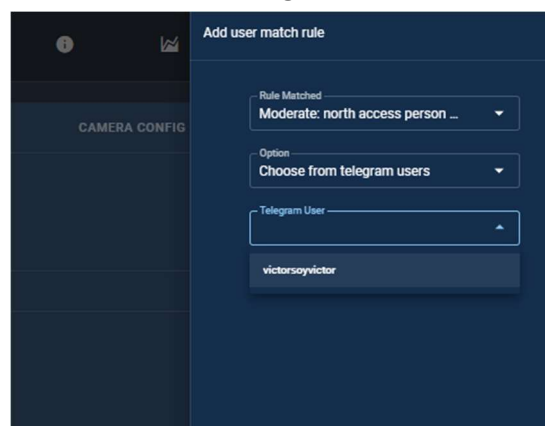 Add user match rule
Rule Matched
Moderate: north access person ...
CAMERA CONFIG
Option
Choose from telegram users
Telegram User
victorsoyvictor